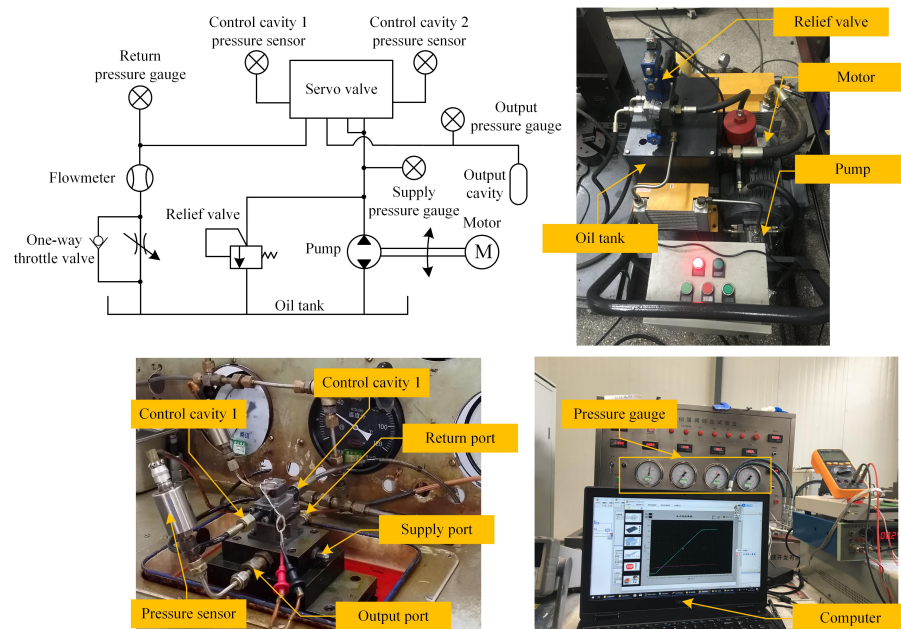 Control cavity 1
pressure sensor
Control cavity 2
pressure sensor
Return
pressure gauge
Servo valve
Output
pressure gauge
Flowmeter
Supply
pressure gauge
Output
cavity
Relief valve
Motor
One-way
throttle valve
Pump
M
Oil tank
Relief valve
Motor
Pump
Oil tank
Control cavity 1
Control cavity 1
Return port
Supply port
Pressure sensor
Output port
Pressure gauge
Computer